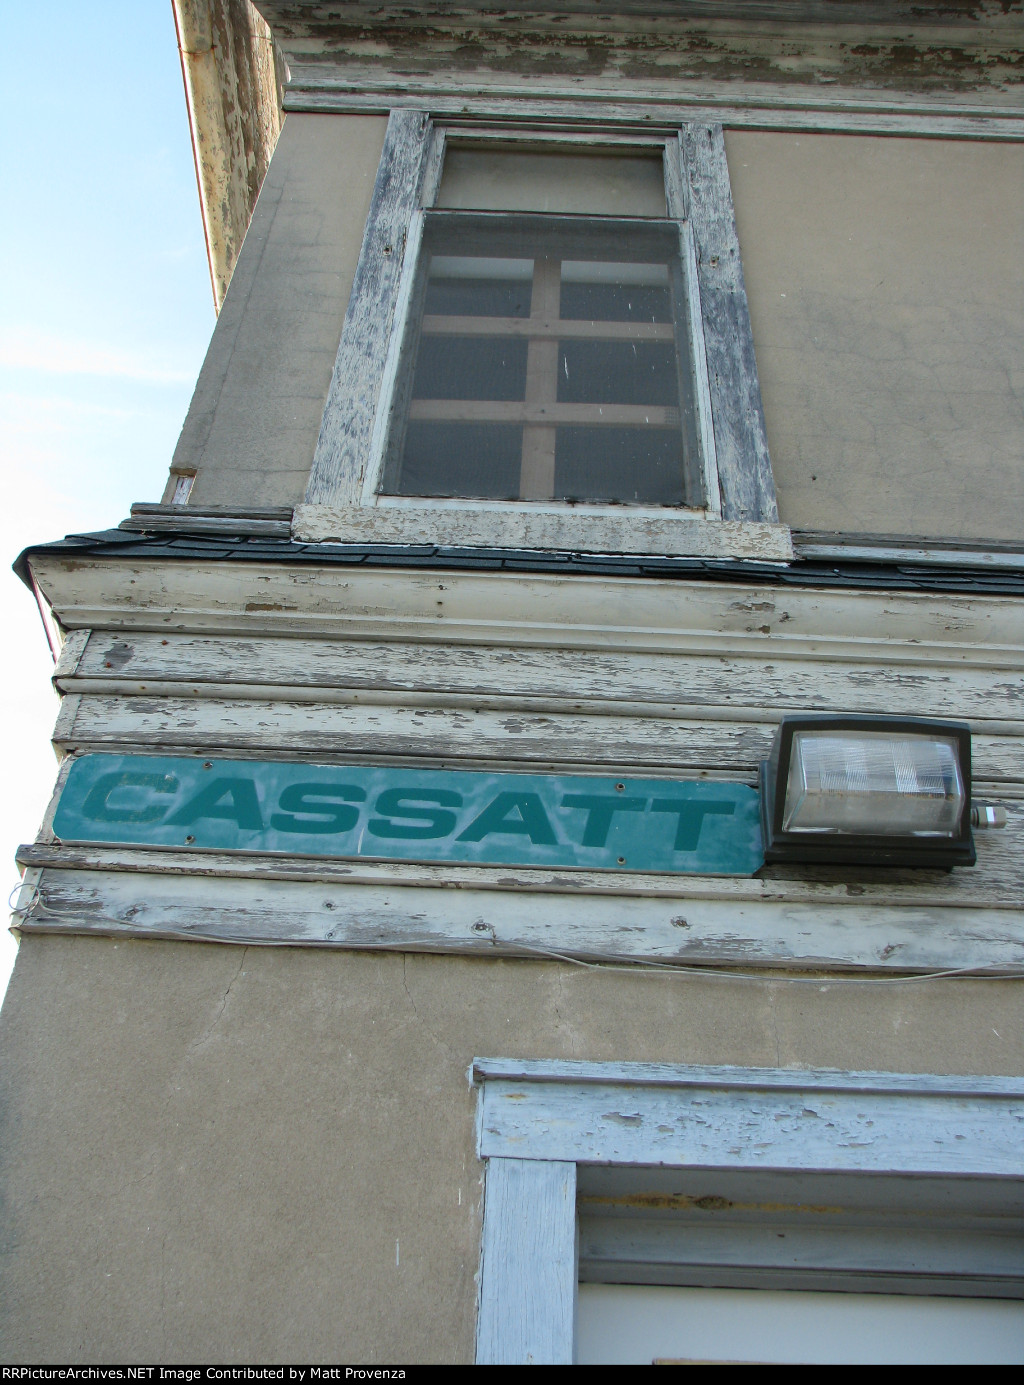 CASSATT
RRPictureArchives.NET Image Contributed by Matt Provenza